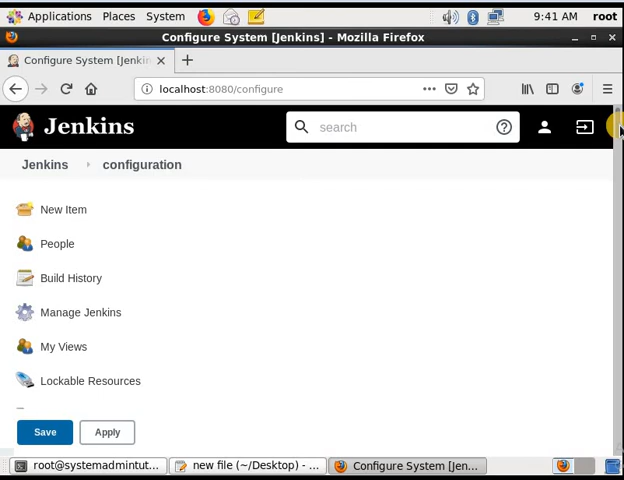 Applications Places System 9:41 AM root
Configure System [Jenkins] - Mozilla Firefox
Configure System [Jenkin
localhost:8080/configure
Jenkins search
Jenkins configuration
New Item
People
Build History
Manage Jenkins
My Views
Lockable Resources
Save Apply
root@systemadmintut... new file (~/Desktop) - ... Configure System [Jen...